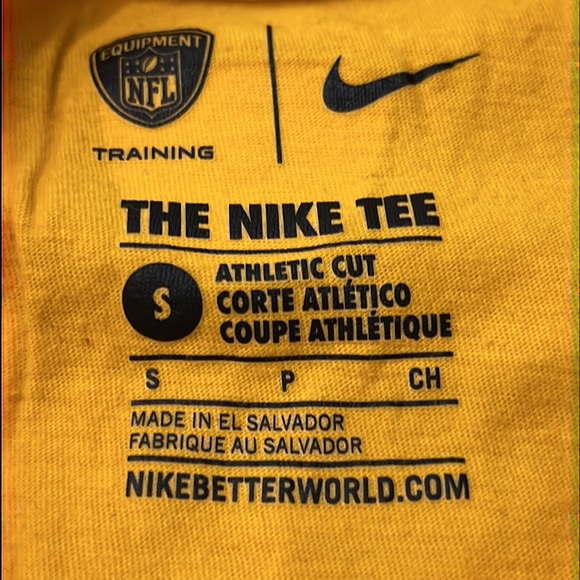 EQUIPMENT
NFL
TRAINING
THE NIKE TEE
S
ATHLETIC CUT
CORTE ATLÉTICO
COUPE ATHLÉTIQUE
S P CH
MADE IN EL SALVADOR
FABRIQUE AU SALVADOR
NIKEBETTERWORLD.COM